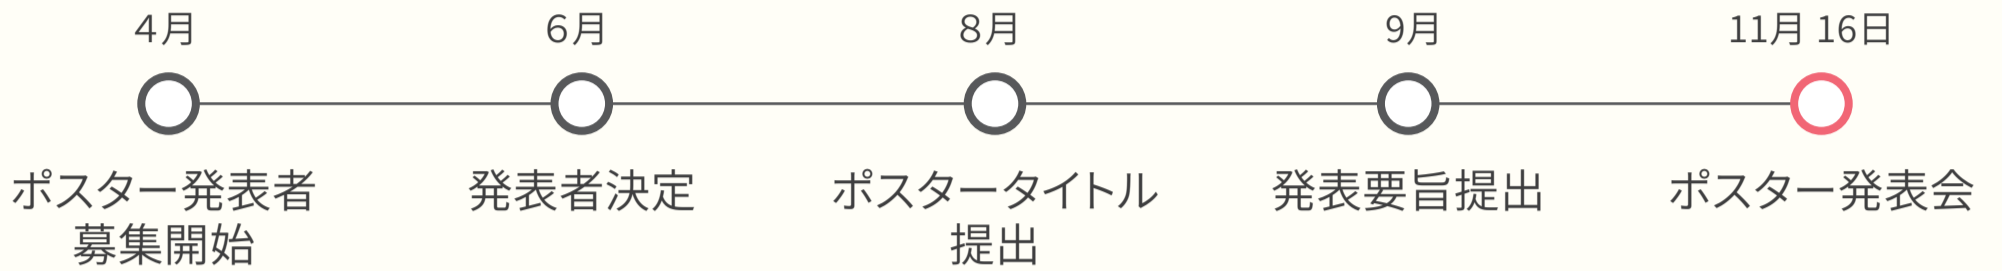 4月
ポスター発表者
募集開始
6月
発表者決定
8月
ポスタータイトル
提出
9月
発表要旨提出
11月 16日
ポスター発表会